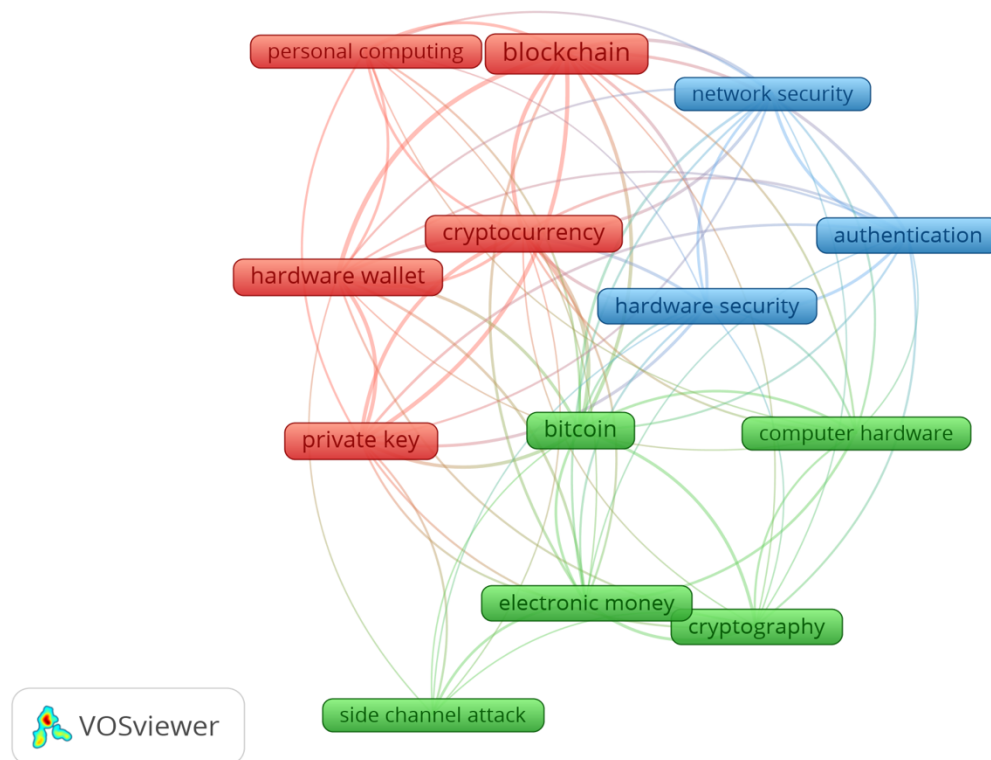 personal computing
blockchain
network security
cryptocurrency
authentication
hardware wallet
hardware security
bitcoin
private key
computer hardware
electronic money
cryptography
side channel attack
VOSviewer